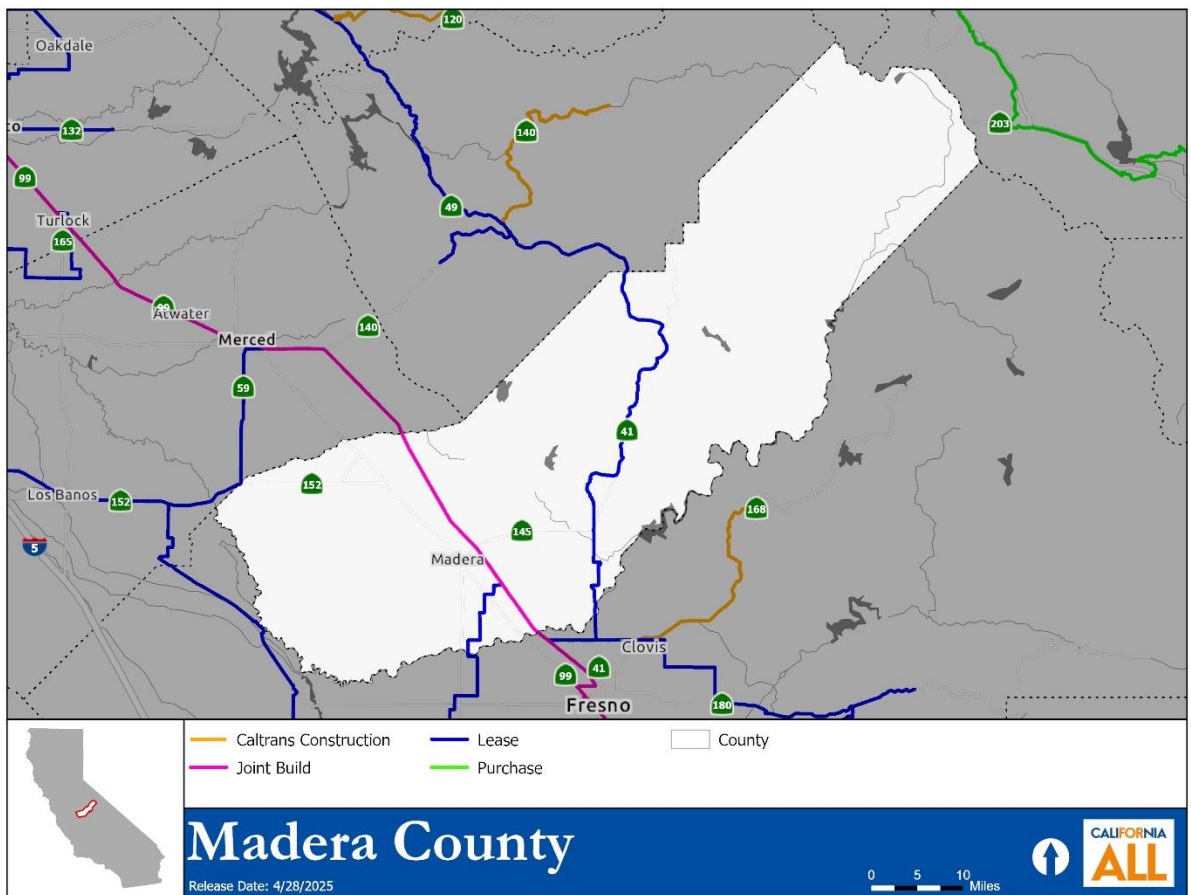 120
Oakdale
132
140
203
99
49
Turlock
165
99
Atwater
140
Merced
59
41
152
Los Banos
152
168
145
5
Madera
Clovis
99
41
Fresno
180
Caltrans Construction
Lease
County
Joint Build
Purchase
Madera County
Release Date: 4/28/2025
0 5 10
Miles
CALIFORNIA
ALL